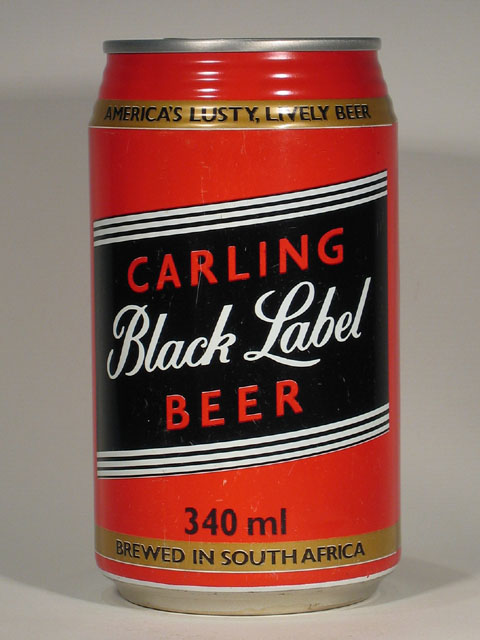 AMERICA'S LUSTY, LIVELY BEER
CARLING
Black Label
BEER
340 ml
BREWED IN SOUTH AFRICA